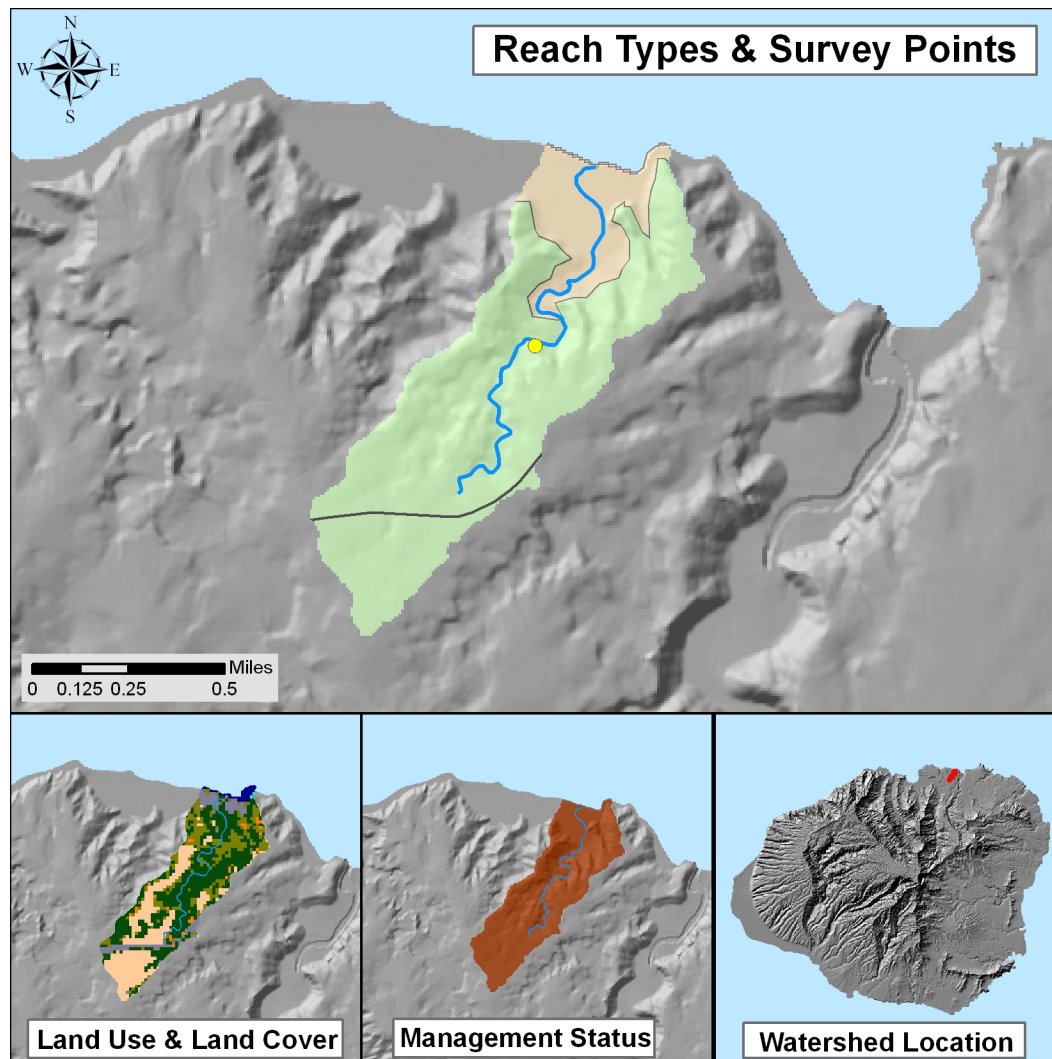 N
Reach Types & Survey Points
W
E
S
Miles
0 0.125 0.25 0.5
Land Use & Land Cover
Management Status
Watershed Location